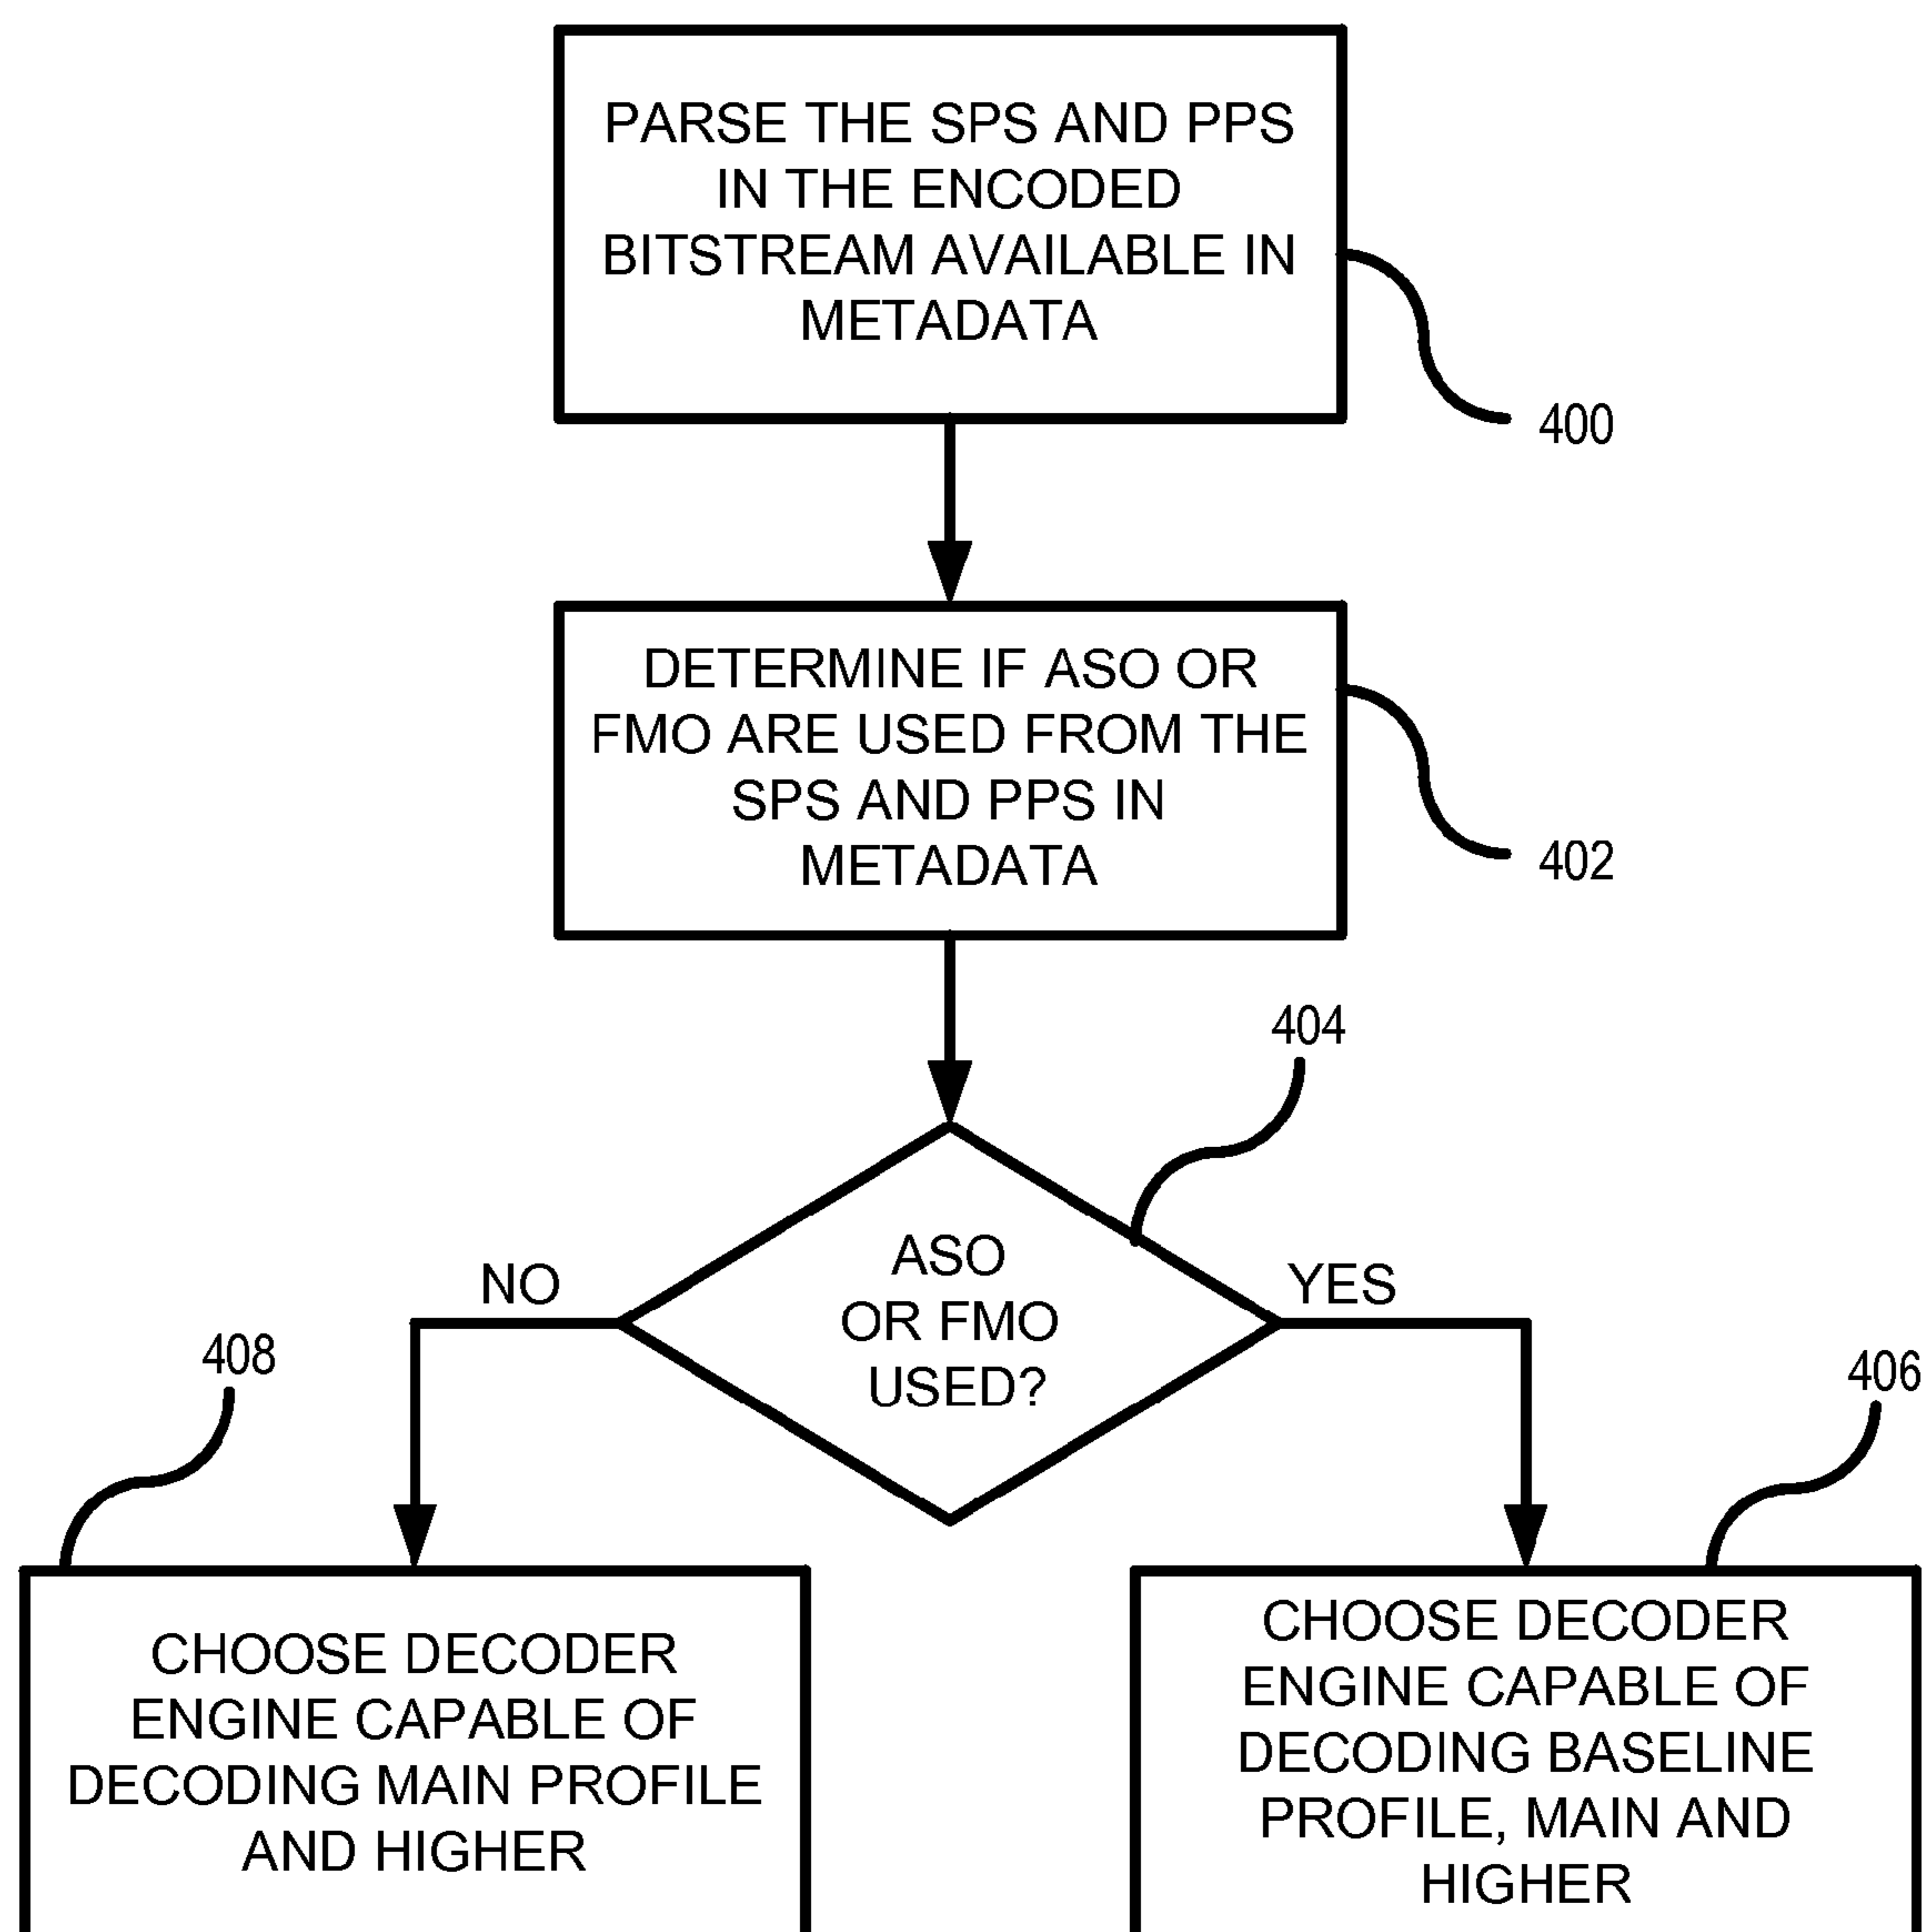 PARSE THE SPS AND PPS
IN THE ENCODED
BITSTREAM AVAILABLE IN
METADATA
400
DETERMINE IF ASO OR
FMO ARE USED FROM THE
SPS AND PPS IN
METADATA
402
404
ASO
OR FMO
USED?
NO
YES
408
406
CHOOSE DECODER
ENGINE CAPABLE OF
DECODING MAIN PROFILE
AND HIGHER
CHOOSE DECODER
ENGINE CAPABLE OF
DECODING BASELINE
PROFILE, MAIN AND
HIGHER